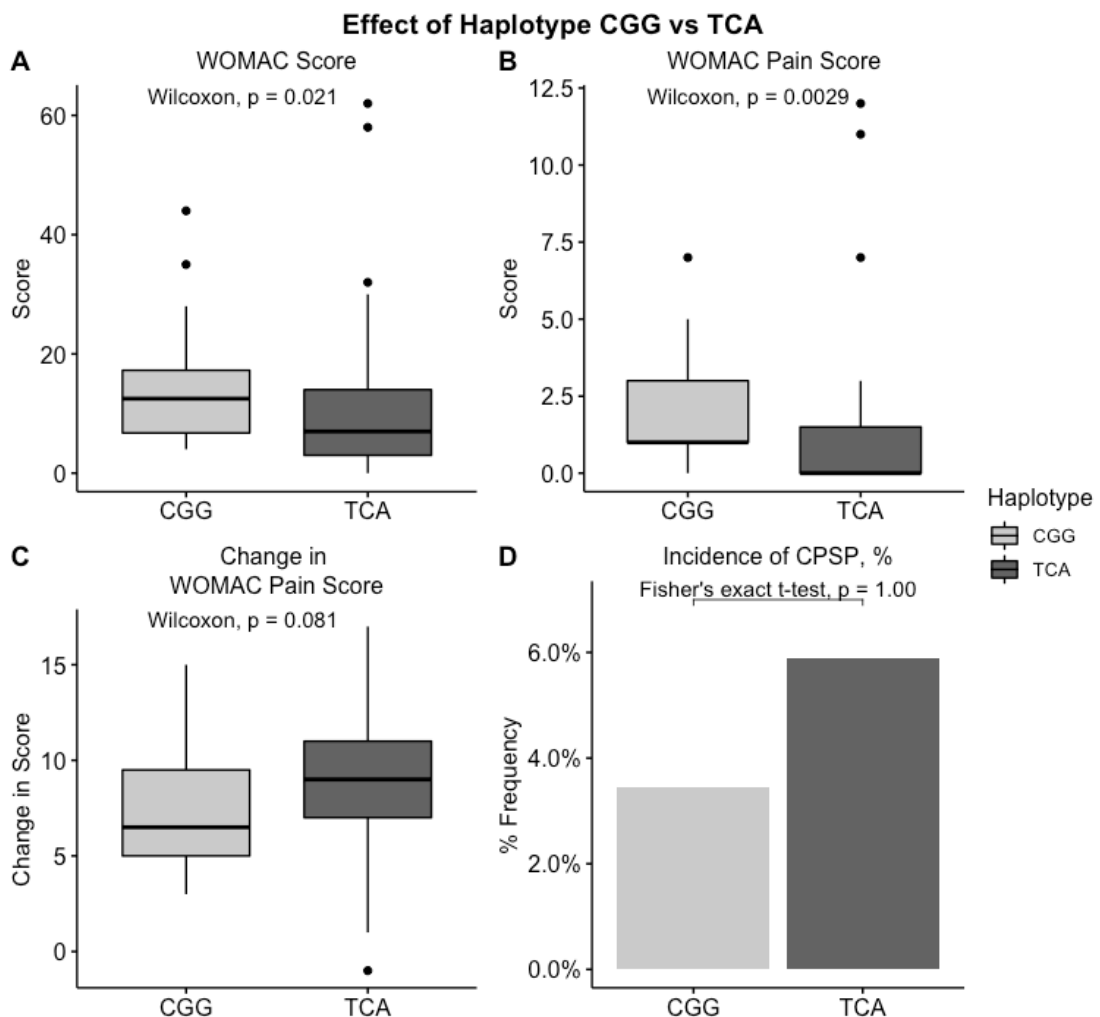 Effect of Haplotype CGG vs TCA
A
WOMAC Score
Wilcoxon, p = 0.021
Score
60
40
20
0
CGG TCA
B
WOMAC Pain Score
Wilcoxon, p = 0.0029
Score
12.5
10.0
7.5
5.0
2.5
0.0
CGG TCA
Haplotype
CGG
TCA
C
Change in
WOMAC Pain Score
Wilcoxon, p = 0.081
Change in Score
15
10
5
0
CGG TCA
D
Incidence of CPSP, %
Fisher's exact t-test, p = 1.00
% Frequency
6.0%
4.0%
2.0%
0.0%
CGG TCA